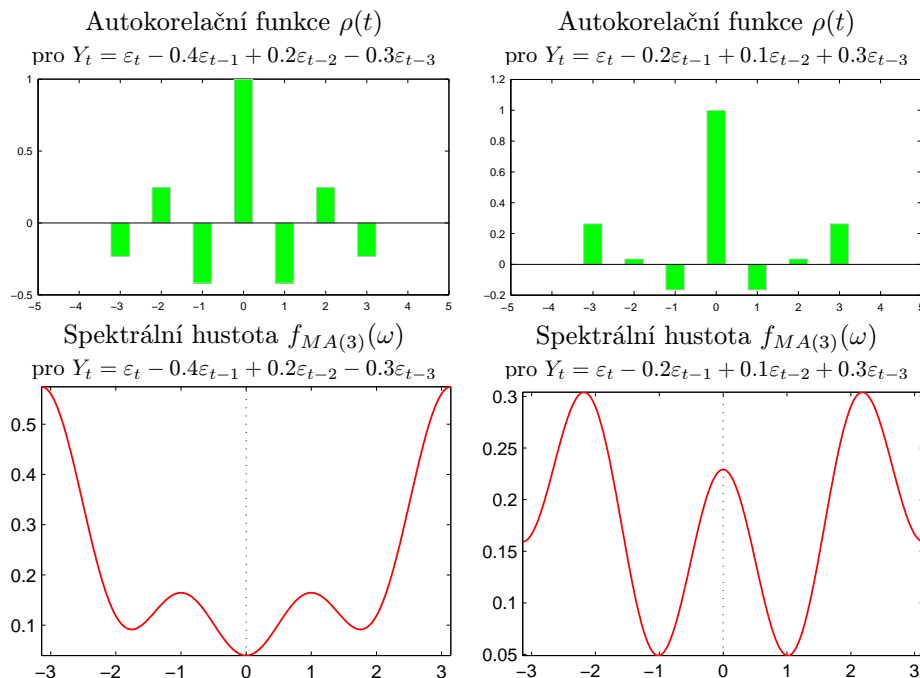 Autokorelační funkce ρ(t)
pro Y_t = ε_t − 0.4ε_{t−1} + 0.2ε_{t−2} − 0.3ε_{t−3}
1
0.5
0
−0.5
−5 −4 −3 −2 −1 0 1 2 3 4 5
Autokorelační funkce ρ(t)
pro Y_t = ε_t − 0.2ε_{t−1} + 0.1ε_{t−2} + 0.3ε_{t−3}
1.2
1
0.8
0.6
0.4
0.2
0
−0.2
−5 −4 −3 −2 −1 0 1 2 3 4 5
Spektrální hustota f_{MA(3)}(ω)
pro Y_t = ε_t − 0.4ε_{t−1} + 0.2ε_{t−2} − 0.3ε_{t−3}
0.5
0.4
0.3
0.2
0.1
−3 −2 −1 0 1 2 3
Spektrální hustota f_{MA(3)}(ω)
pro Y_t = ε_t − 0.2ε_{t−1} + 0.1ε_{t−2} + 0.3ε_{t−3}
0.3
0.25
0.2
0.15
0.1
0.05
−3 −2 −1 0 1 2 3